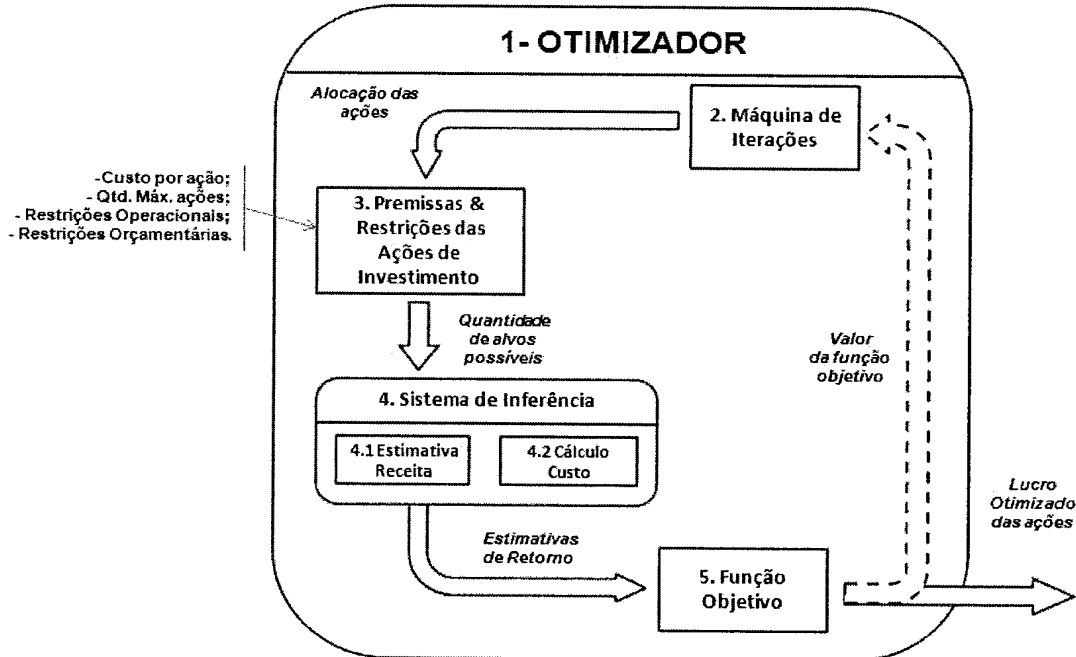 1- OTIMIZADOR
Alocação das
ações
2. Máquina de
Iterações
-Custo por ação;
-Qtd. Máx. ações;
- Restrições Operacionais;
- Restrições Orçamentárias.
3. Premissas &
Restrições das
Ações de
Investimento
Quantidade
de alvos
possíveis
Valor
da função
objetivo
4. Sistema de Inferência
4.1 Estimativa
Receita
4.2 Cálculo
Custo
Lucro
Otimizado
das ações
Estimativas
de Retorno
5. Função
Objetivo